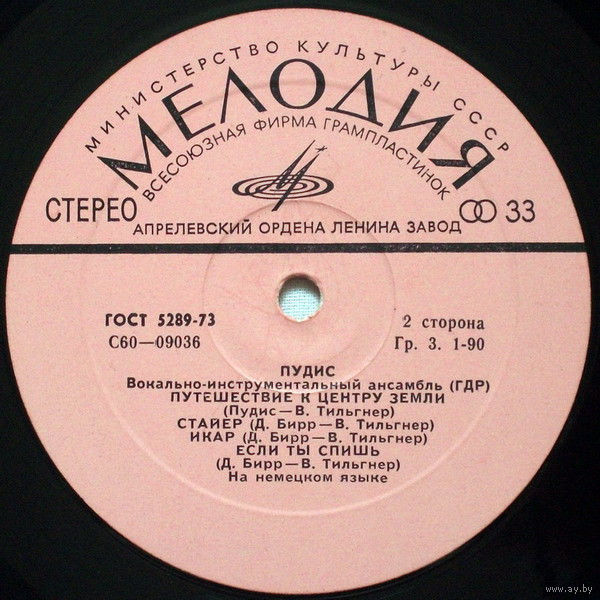 МИНИСТЕРСТВО КУЛЬТУРЫ СССР
МЕЛОДИЯ
ВСЕСОЮЗНАЯ ФИРМА ГРАМПЛАСТИНОК
СТЕРЕО
33
АПРЕЛЕВСКИЙ ОРДЕНА ЛЕНИНА ЗАВОД
ГОСТ 5289-73
С60—09036
2 сторона
Гр. 3. 1-90
ПУДИС
Вокально-инструментальный ансамбль (ГДР)
ПУТЕШЕСТВИЕ К ЦЕНТРУ ЗЕМЛИ
(Пудис—В. Тильгнер)
СТАЙЕР (Д. Бирр—В. Тильгнер)
ИКАР (Д. Бирр—В. Тильгнер)
ЕСЛИ ТЫ СПИШЬ
(Д. Бирр—В. Тильгнер)
На немецком языке
www.ay.by